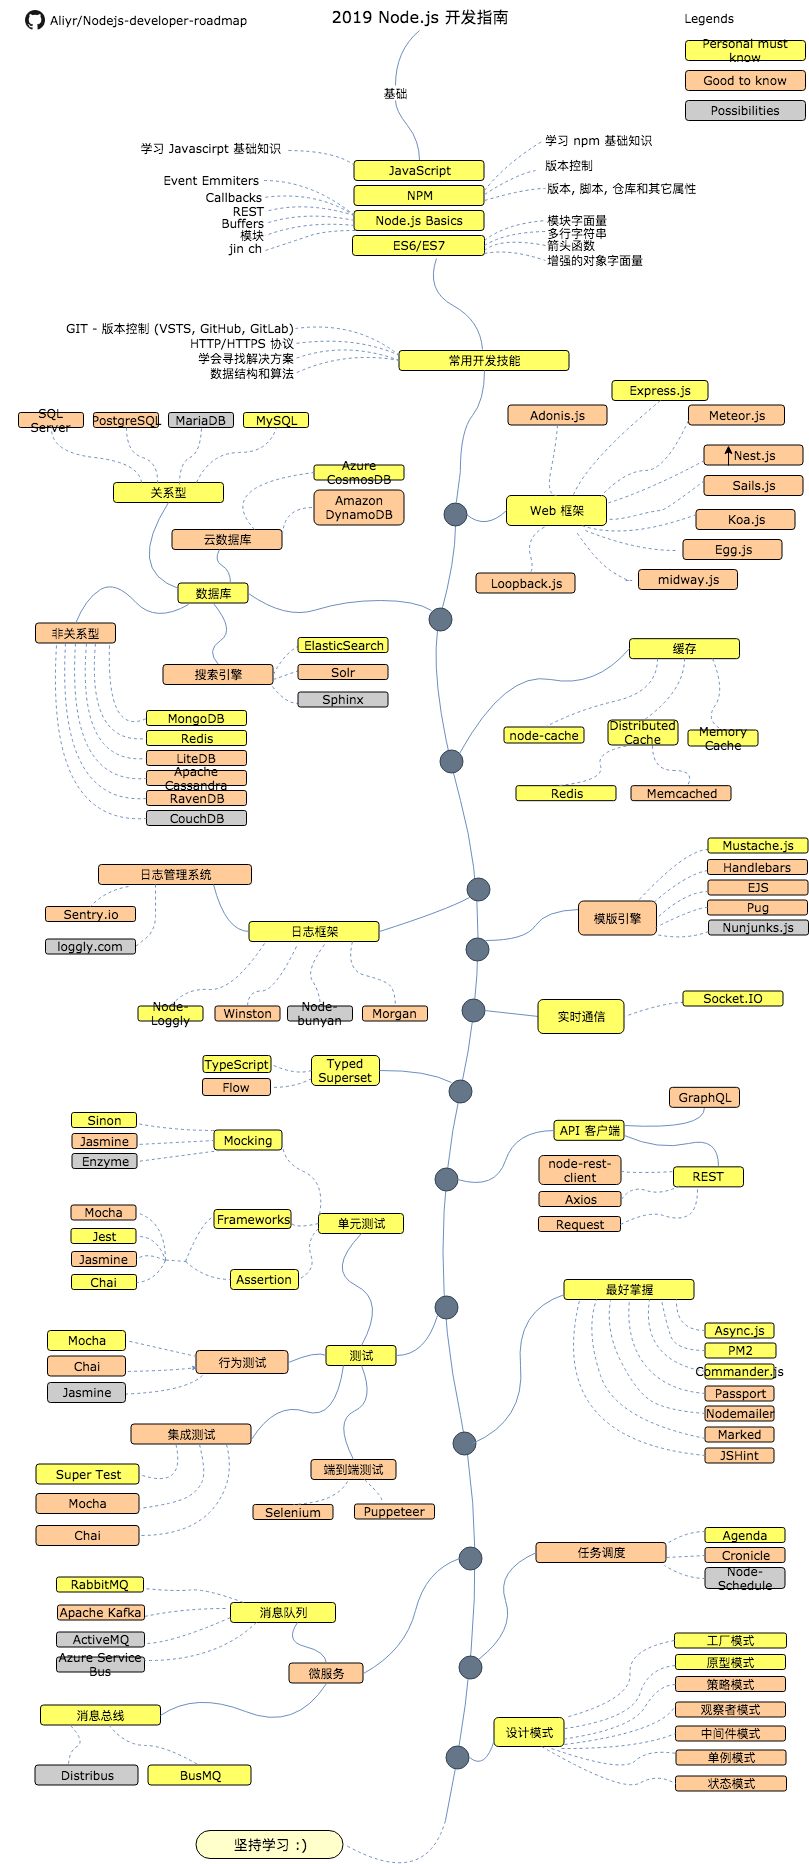 Aliyr/Nodejs-developer-roadmap
2019 Node.js 开发指南
Legends
Personal must
know
Good to know
Possibilities
基础
学习 Javascirpt 基础知识
JavaScript
学习 npm 基础知识
版本控制
NPM
版本, 脚本, 仓库和其它属性
Event Emmiters
Callbacks
REST
Buffers
模块
jin ch
Node.js Basics
ES6/ES7
模块字面量
多行字符串
箭头函数
增强的对象字面量
GIT - 版本控制 (VSTS, GitHub, GitLab)
HTTP/HTTPS 协议
学会寻找解决方案
数据结构和算法
常用开发技能
SQL
Server
PostgreSQL
MariaDB
MySQL
关系型
Azure
CosmosDB
Amazon
DynamoDB
云数据库
数据库
非关系型
搜索引擎
ElasticSearch
Solr
Sphinx
MongoDB
Redis
LiteDB
Apache
Cassandra
RavenDB
CouchDB
Express.js
Adonis.js
Meteor.js
Nest.js
Sails.js
Web 框架
Koa.js
Egg.js
Loopback.js
midway.js
缓存
node-cache
Distributed
Cache
Memory
Cache
Redis
Memcached
日志管理系统
Sentry.io
loggly.com
日志框架
Node-
Loggly
Winston
Node-
bunyan
Morgan
Mustache.js
Handlebars
EJS
Pug
Nunjunks.js
模版引擎
实时通信
Socket.IO
TypeScript
Flow
Typed
Superset
API 客户端
GraphQL
REST
node-rest-
client
Axios
Request
Sinon
Jasmine
Enzyme
Mocking
Mocha
Jest
Jasmine
Chai
Frameworks
Assertion
单元测试
测试
Mocha
Chai
Jasmine
行为测试
集成测试
Super Test
Mocha
Chai
端到端测试
Selenium
Puppeteer
最好掌握
Async.js
PM2
Commander.js
Passport
Nodemailer
Marked
JSHint
任务调度
Agenda
Cronicle
Node-
Schedule
RabbitMQ
Apache Kafka
ActiveMQ
Azure Service
Bus
消息队列
微服务
消息总线
Distribus
BusMQ
设计模式
工厂模式
原型模式
策略模式
观察者模式
中间件模式
单例模式
状态模式
坚持学习 :)